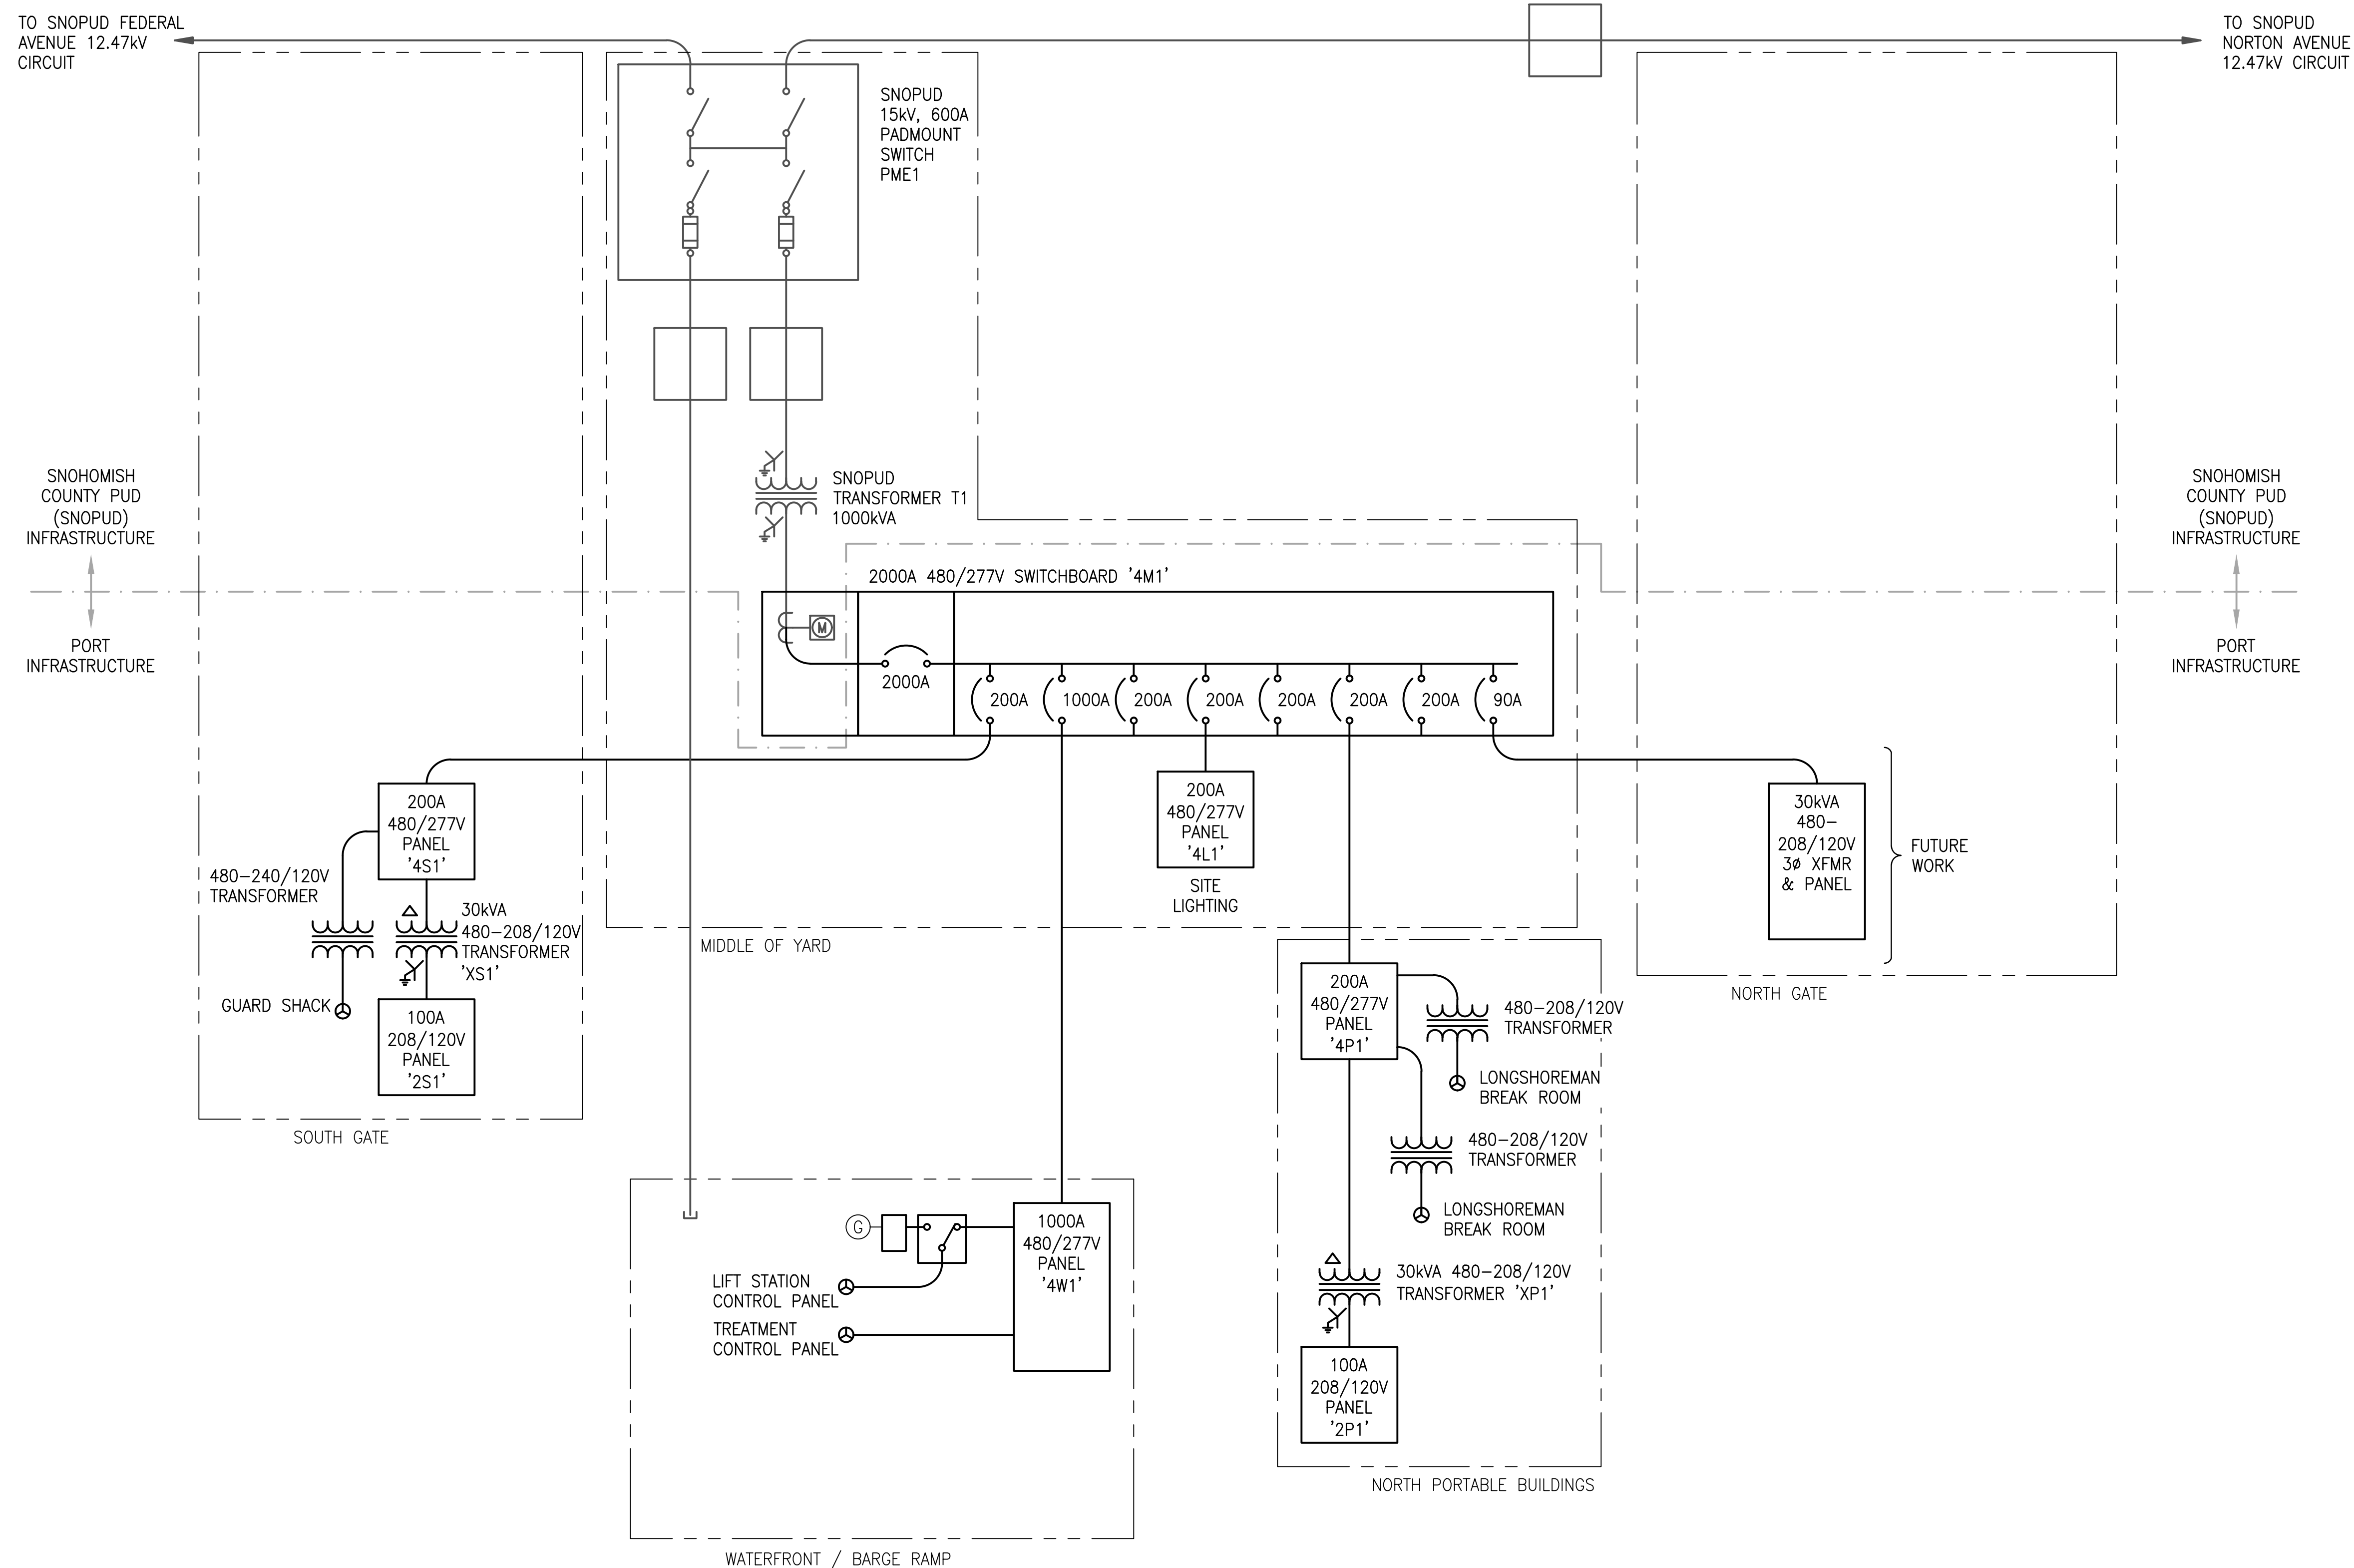 TO SNOPUD FEDERAL
AVENUE 12.47kV
CIRCUIT
TO SNOPUD
NORTON AVENUE
12.47kV CIRCUIT
SNOPUD
15kV, 600A
PADMOUNT
SWITCH
PME1
SNOHOMISH
COUNTY PUD
(SNOPUD)
INFRASTRUCTURE
PORT
INFRASTRUCTURE
SNOPUD
TRANSFORMER T1
1000kVA
SNOHOMISH
COUNTY PUD
(SNOPUD)
INFRASTRUCTURE
PORT
INFRASTRUCTURE
2000A 480/277V SWITCHBOARD '4M1'
M
2000A
200A
1000A
200A
200A
200A
200A
200A
90A
200A
480/277V
PANEL
'4S1'
480-240/120V
TRANSFORMER
30kVA
480-208/120V
TRANSFORMER
'XS1'
GUARD SHACK
100A
208/120V
PANEL
'2S1'
SOUTH GATE
200A
480/277V
PANEL
'4L1'
SITE
LIGHTING
MIDDLE OF YARD
30kVA
480-
208/120V
3ø XFMR
& PANEL
FUTURE
WORK
NORTH GATE
200A
480/277V
PANEL
'4P1'
480-208/120V
TRANSFORMER
LONGSHOREMAN
BREAK ROOM
480-208/120V
TRANSFORMER
LONGSHOREMAN
BREAK ROOM
30kVA 480-208/120V
TRANSFORMER 'XP1'
100A
208/120V
PANEL
'2P1'
NORTH PORTABLE BUILDINGS
G
1000A
480/277V
PANEL
'4W1'
LIFT STATION
CONTROL PANEL
TREATMENT
CONTROL PANEL
WATERFRONT / BARGE RAMP